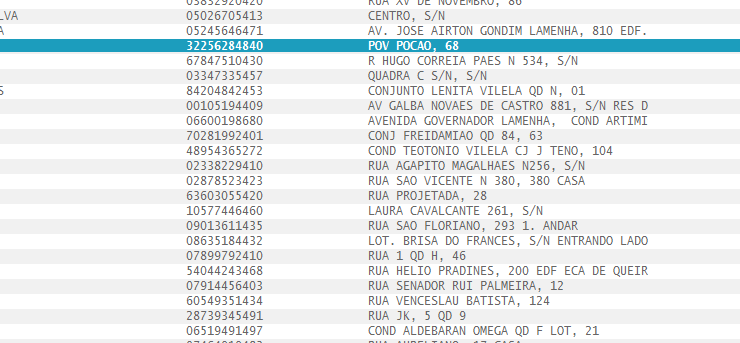 RUA XV DE NOVEMBRO, 86
LVA 05026705413 CENTRO, S/N
A 05245646471 AV. JOSE AIRTON GONDIM LAMENHA, 810 EDF.
32256284840 POV POCAO, 68
67847510430 R HUGO CORREIA PAES N 534, S/N
03347335457 QUADRA C S/N, S/N
S 84204842453 CONJUNTO LENITA VILELA QD N, 01
00105194409 AV GALBA NOVAES DE CASTRO 881, S/N RES D
06600198680 AVENIDA GOVERNADOR LAMENHA,  COND ARTIMI
70281992401 CONJ FREIDAMIAO QD 84, 63
48954365272 COND TEOTONIO VILELA CJ J TENO, 104
02338229410 RUA AGAPITO MAGALHAES N256, S/N
02878523423 RUA SAO VICENTE N 380, 380 CASA
63603055420 RUA PROJETADA, 28
10577446460 LAURA CAVALCANTE 261, S/N
09013611435 RUA SAO FLORIANO, 293 1. ANDAR
08635184432 LOT. BRISA DO FRANCES, S/N ENTRANDO LADO
07899792410 RUA 1 QD H, 46
54044243468 RUA HELIO PRADINES, 200 EDF ECA DE QUEIR
07914456403 RUA SENADOR RUI PALMEIRA, 12
60549351434 RUA VENCESLAU BATISTA, 124
28739345491 RUA JK, 5 QD 9
06519491497 COND ALDEBARAN OMEGA QD F LOT, 21